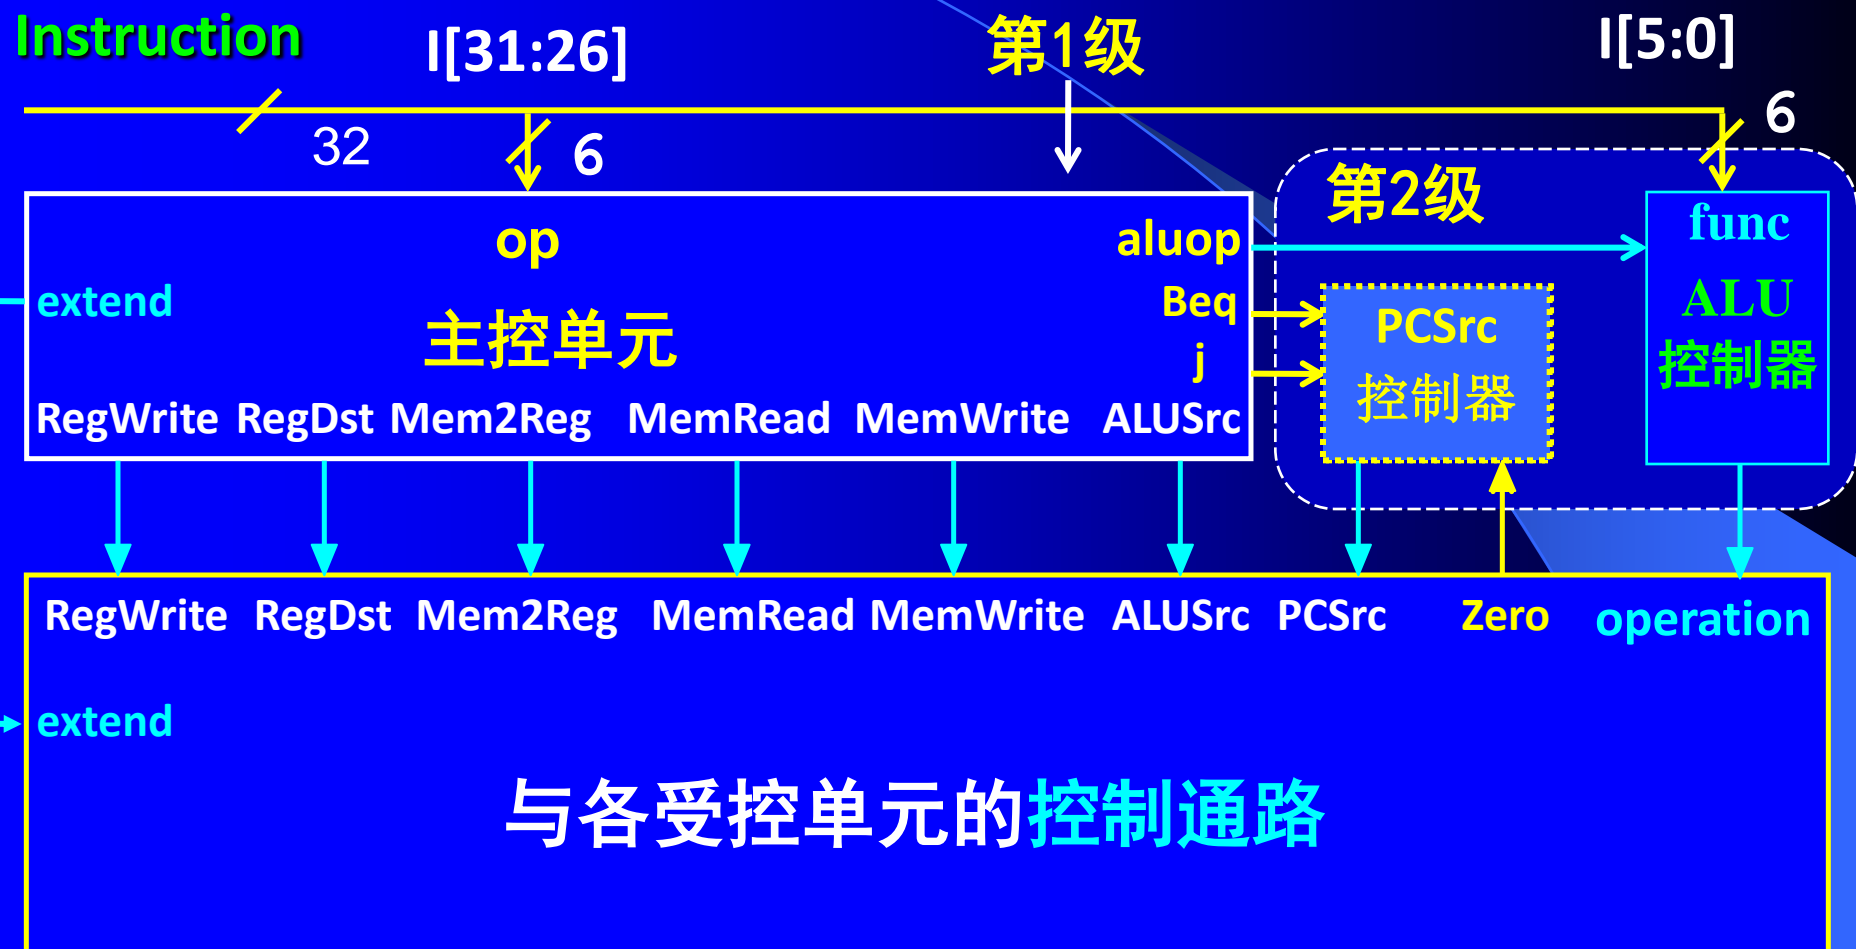 Instruction
I[31:26]
第1级
I[5:0]
32
6
6
第2级
op
aluop
func
extend
主控单元
Beq
j
PCSrc
控制器
ALU
控制器
RegWrite RegDst Mem2Reg MemRead MemWrite ALUSrc
RegWrite RegDst Mem2Reg MemRead MemWrite ALUSrc PCSrc Zero operation
extend
与各受控单元的控制通路